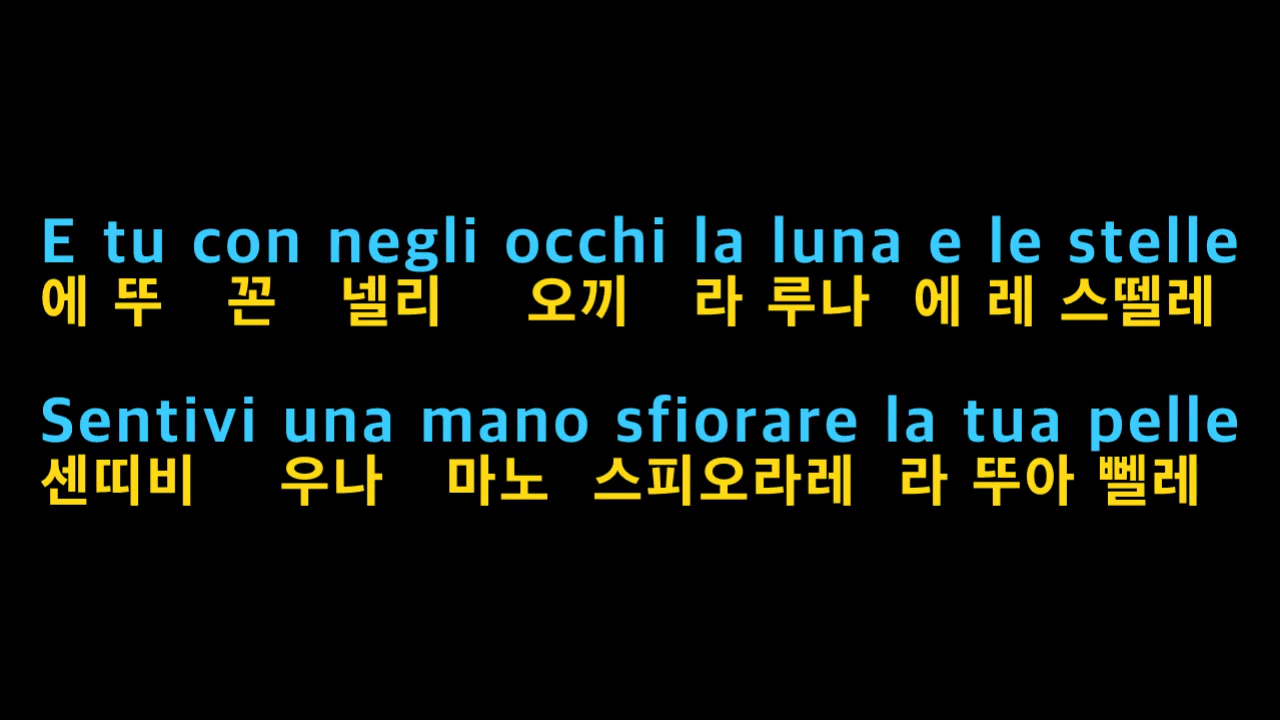 E tu con negli occhi la luna e le stelle
에 뚜 꼰 넬리 오끼 라 루나 에 레 스뗄레
Sentivi una mano sfiorare la tua pelle
센띠비 우나 마노 스피오라레 라 뚜아 뻴레